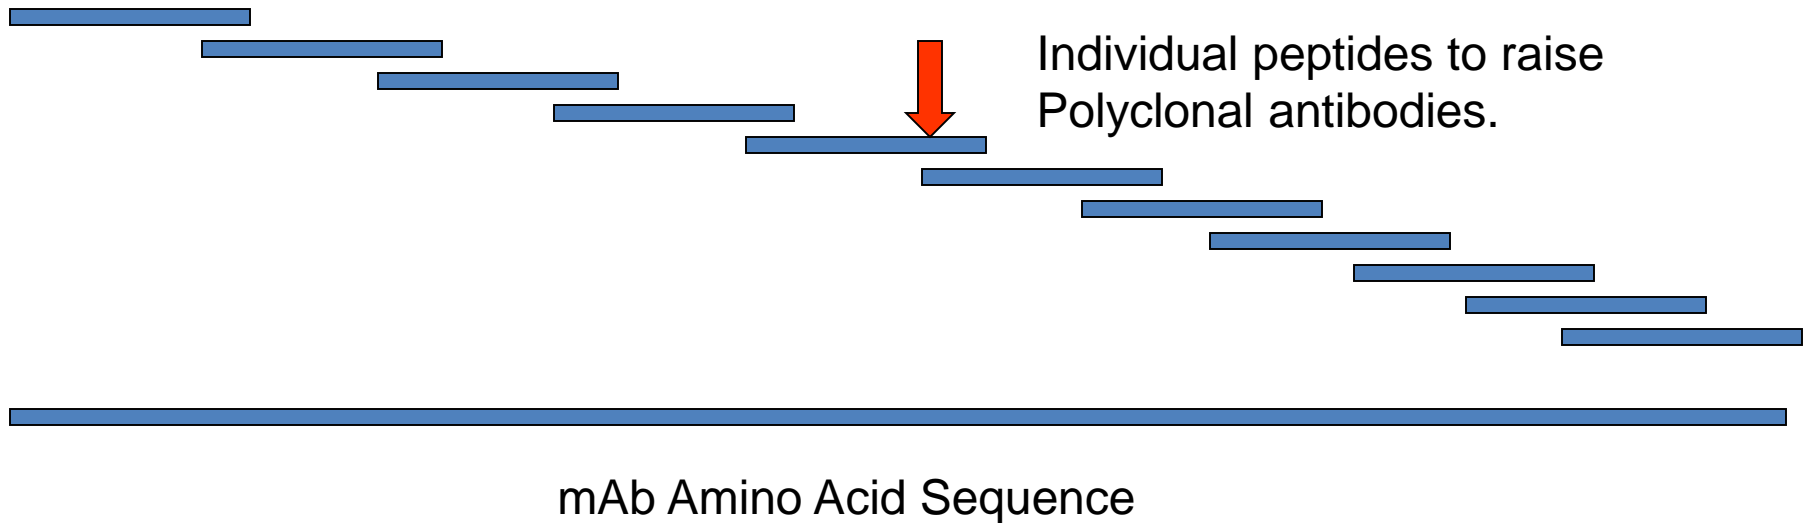 Individual peptides to raise
Polyclonal antibodies.
mAb Amino Acid Sequence